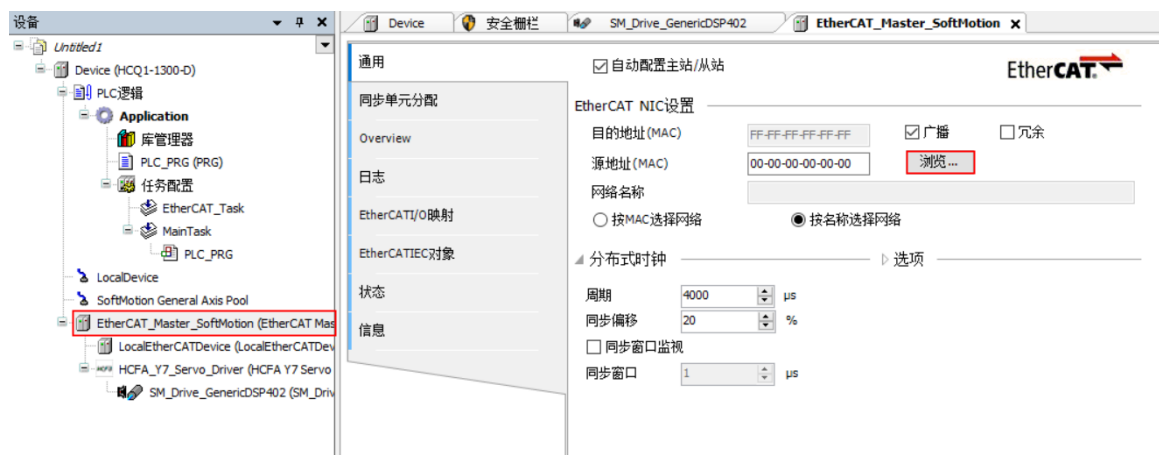 设备
Untitled1
Device (HCQ1-1300-D)
PLC逻辑
Application
库管理器
PLC_PRG (PRG)
任务配置
EtherCAT_Task
MainTask
PLC_PRG
LocalDevice
SoftMotion General Axis Pool
EtherCAT_Master_SoftMotion (EtherCAT Mas
LocalEtherCATDevice (LocalEtherCATDev
HCFA HCFA_Y7_Servo_Driver (HCFA Y7 Servo
SM_Drive_GenericDSP402 (SM_Driv
Device 安全栅栏 SM_Drive_GenericDSP402 EtherCAT_Master_SoftMotion
通用
同步单元分配
Overview
日志
EtherCATI/O映射
EtherCATIEC对象
状态
信息
自动配置主站/从站
EtherCAT
EtherCAT NIC设置
目的地址(MAC) FF-FF-FF-FF-FF-FF 广播 冗余
源地址(MAC) 00-00-00-00-00-00 浏览...
网络名称
按MAC选择网络 按名称选择网络
分布式时钟 选项
周期 4000 µs
同步偏移 20 %
同步窗口监视
同步窗口 1 µs